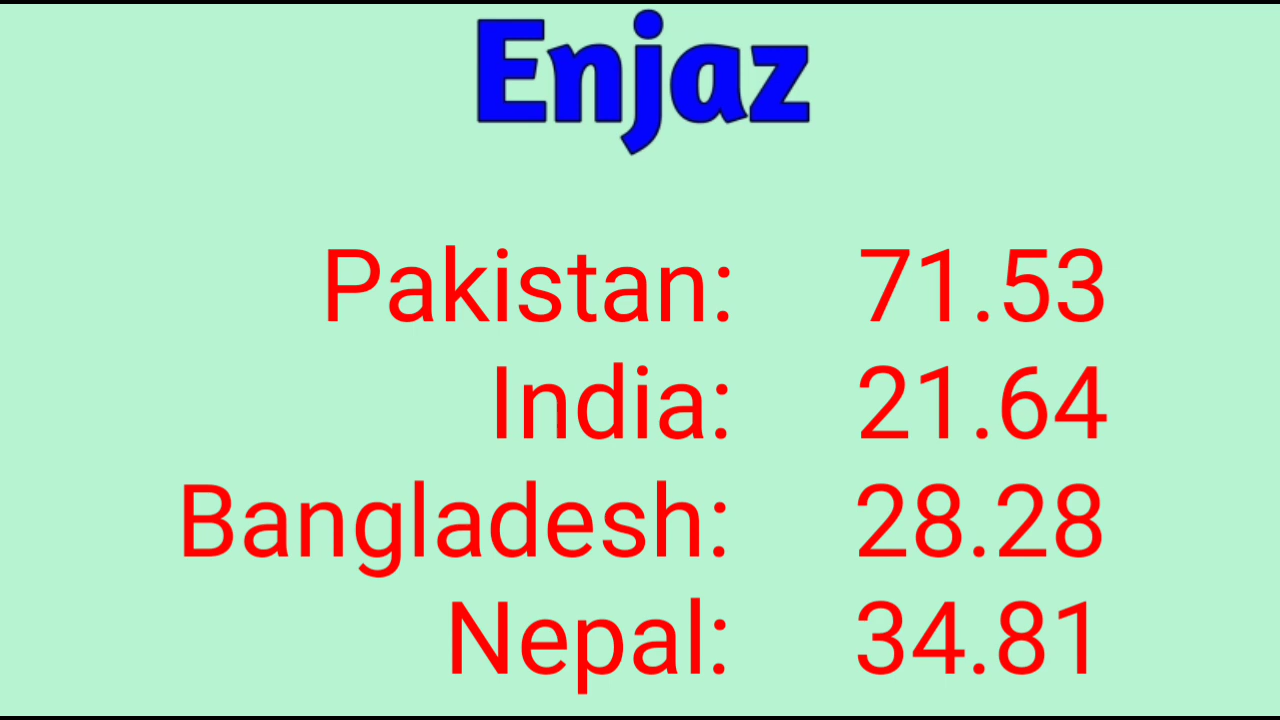 Enjaz
Pakistan: 71.53
India: 21.64
Bangladesh: 28.28
Nepal: 34.81